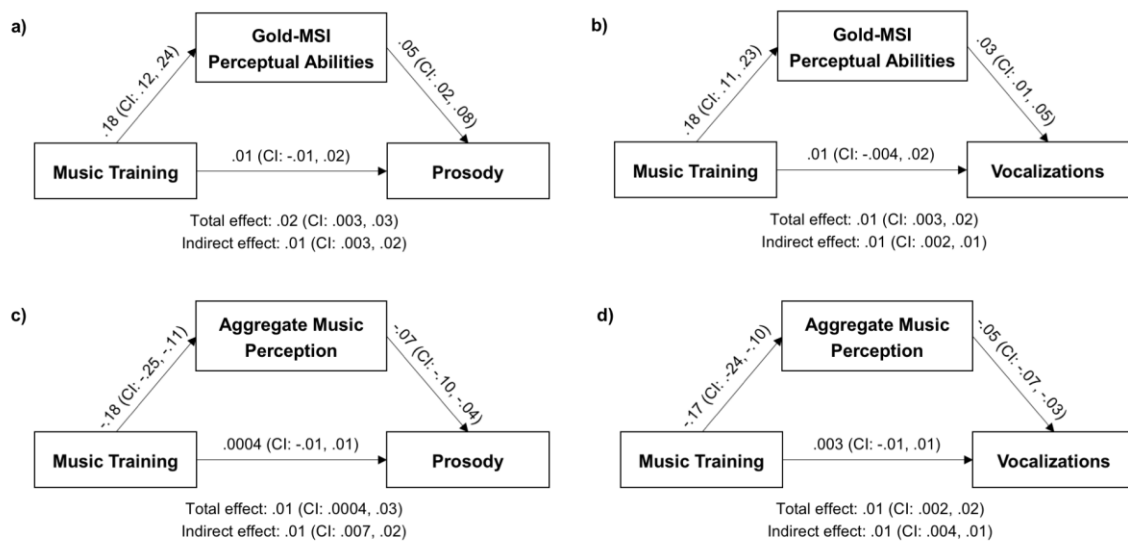 a)
Gold-MSI
Perceptual Abilities
.18 (CI: .12, .24)
.05 (CI: .02, .08)
Music Training
.01 (CI: -.01, .02)
Prosody
Total effect: .02 (CI: .003, .03)
Indirect effect: .01 (CI: .003, .02)
b)
Gold-MSI
Perceptual Abilities
.18 (CI: .11, .23)
.03 (CI: .01, .05)
Music Training
.01 (CI: -.004, .02)
Vocalizations
Total effect: .01 (CI: .003, .02)
Indirect effect: .01 (CI: .002, .01)
c)
Aggregate Music
Perception
-.18 (CI: -.25, -.11)
-.07 (CI: -.10, -.04)
Music Training
.0004 (CI: -.01, .01)
Prosody
Total effect: .01 (CI: .0004, .03)
Indirect effect: .01 (CI: .007, .02)
d)
Aggregate Music
Perception
-.17 (CI: -.24, -.10)
-.05 (CI: -.07, -.03)
Music Training
.003 (CI: -.01, .01)
Vocalizations
Total effect: .01 (CI: .002, .02)
Indirect effect: .01 (CI: .004, .01)